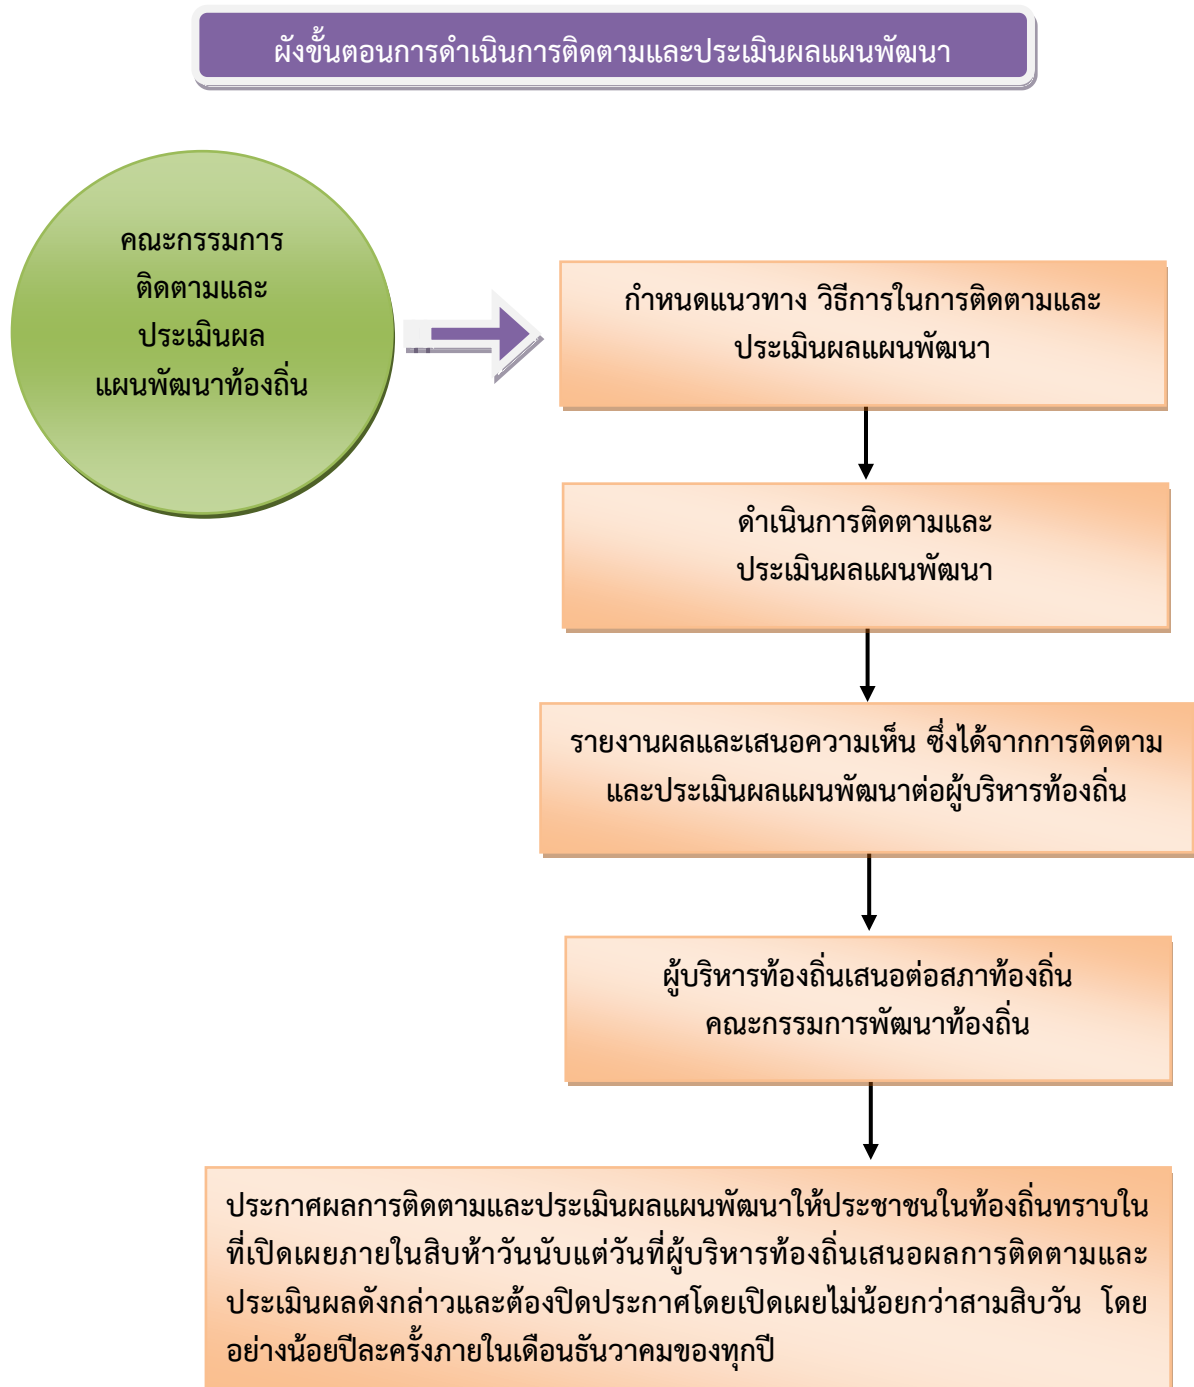 ผังขั้นตอนการดำเนินการติดตามและประเมินผลแผนพัฒนา
คณะกรรมการ
ติดตามและ
ประเมินผล
แผนพัฒนาท้องถิ่น
กำหนดแนวทาง วิธีการในการติดตามและ
ประเมินผลแผนพัฒนา
ดำเนินการติดตามและ
ประเมินผลแผนพัฒนา
รายงานผลและเสนอความเห็น ซึ่งได้จากการติดตาม
และประเมินผลแผนพัฒนาต่อผู้บริหารท้องถิ่น
ผู้บริหารท้องถิ่นเสนอต่อสภาท้องถิ่น
คณะกรรมการพัฒนาท้องถิ่น
ประกาศผลการติดตามและประเมินผลแผนพัฒนาให้ประชาชนในท้องถิ่นทราบใน
ที่เปิดเผยภายในสิบห้าวันนับแต่วันที่ผู้บริหารท้องถิ่นเสนอผลการติดตามและ
ประเมินผลดังกล่าวและต้องปิดประกาศโดยเปิดเผยไม่น้อยกว่าสามสิบวัน โดย
อย่างน้อยปีละครั้งภายในเดือนธันวาคมของทุกปี